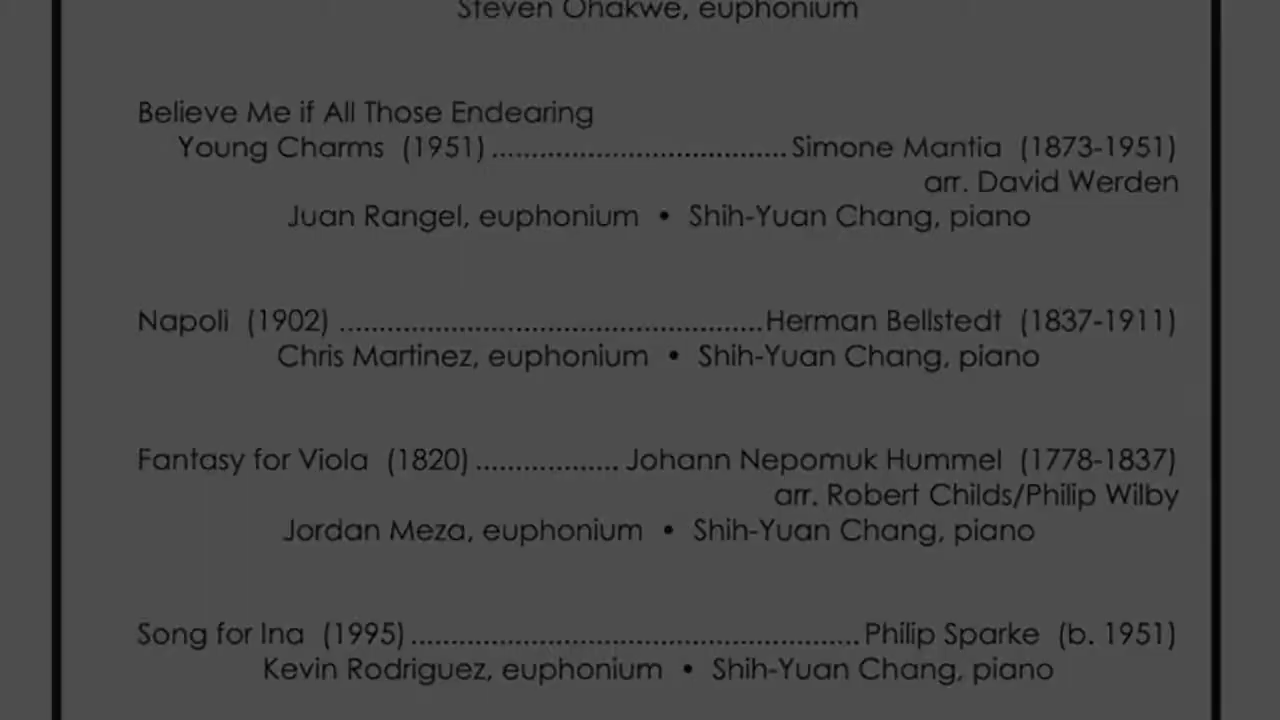 Steven Ohakwe, euphonium
Believe Me if All Those Endearing
Young Charms (1951)....................................Simone Mantia (1873-1951)
arr. David Werden
Juan Rangel, euphonium • Shih-Yuan Chang, piano
Napoli (1902) ....................................................Herman Bellstedt (1837-1911)
Chris Martinez, euphonium • Shih-Yuan Chang, piano
Fantasy for Viola (1820)..................Johann Nepomuk Hummel (1778-1837)
arr. Robert Childs/Philip Wilby
Jordan Meza, euphonium • Shih-Yuan Chang, piano
Song for Ina (1995).......................................................Philip Sparke (b. 1951)
Kevin Rodriguez, euphonium • Shih-Yuan Chang, piano